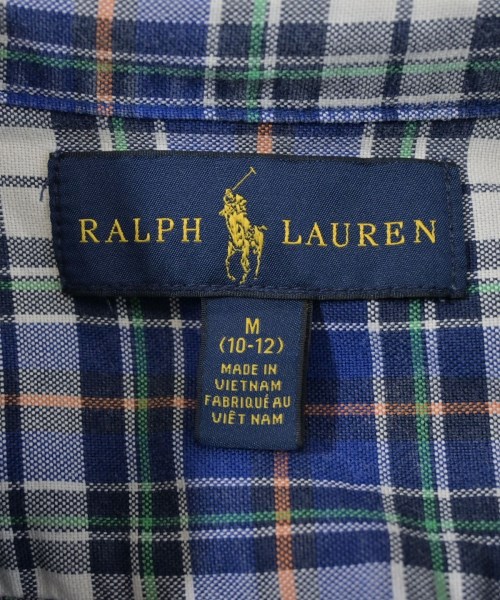 RALPH LAUREN
M
(10-12)
MADE IN
VIETNAM
FABRIQUÉ AU
VIÊT NAM